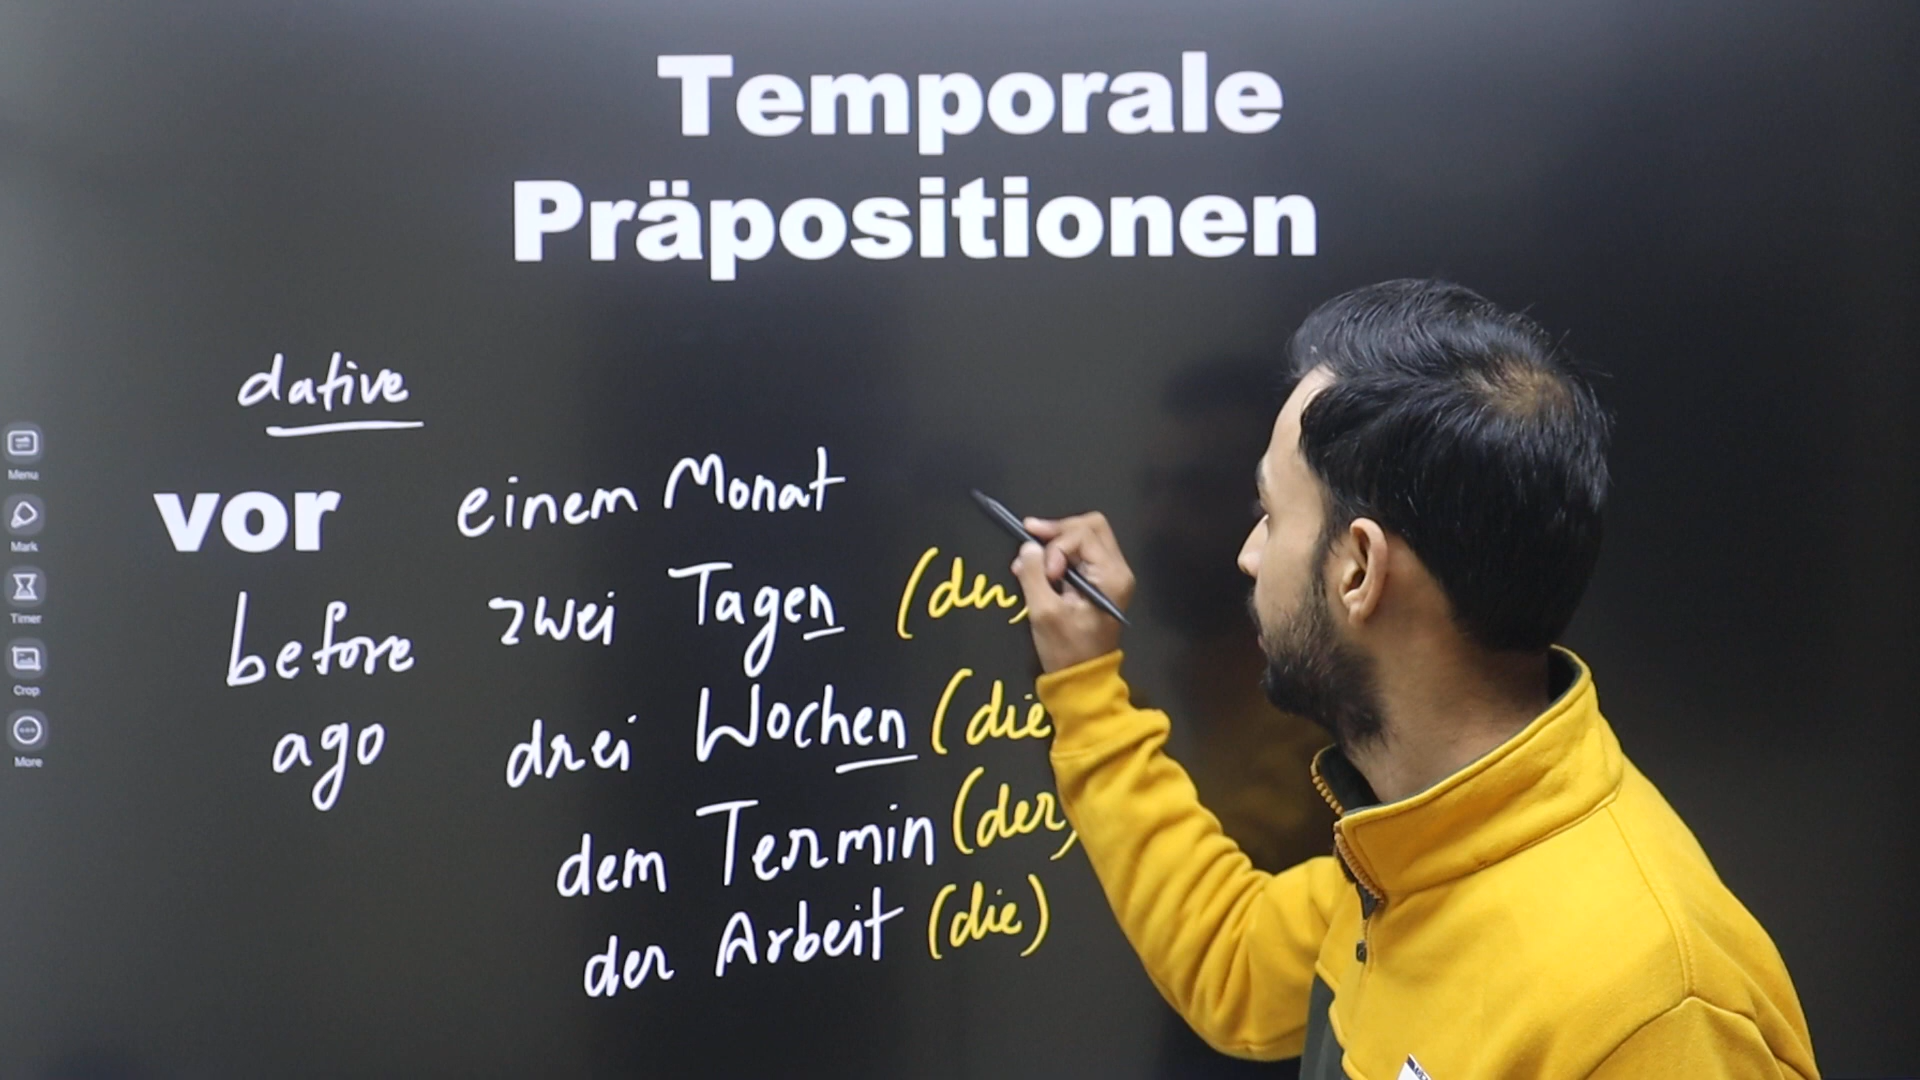 Temporale
Präpositionen
dative
vor einem Monat
before zwei Tagen (der)
ago drei Wochen (die
dem Termin (der)
der Arbeit (die)
Menu
Mark
Timer
Crop
More